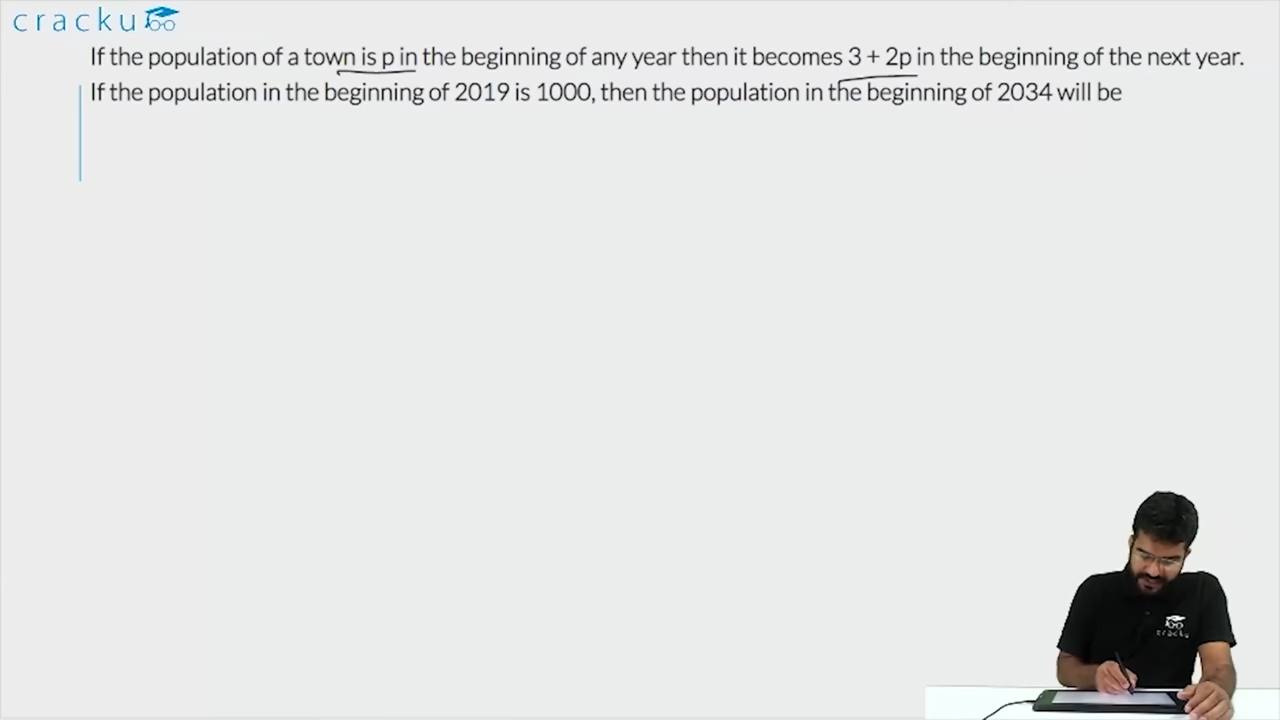 cracku
If the population of a town is p in the beginning of any year then it becomes 3 + 2p in the beginning of the next year.
If the population in the beginning of 2019 is 1000, then the population in the beginning of 2034 will be
cracku